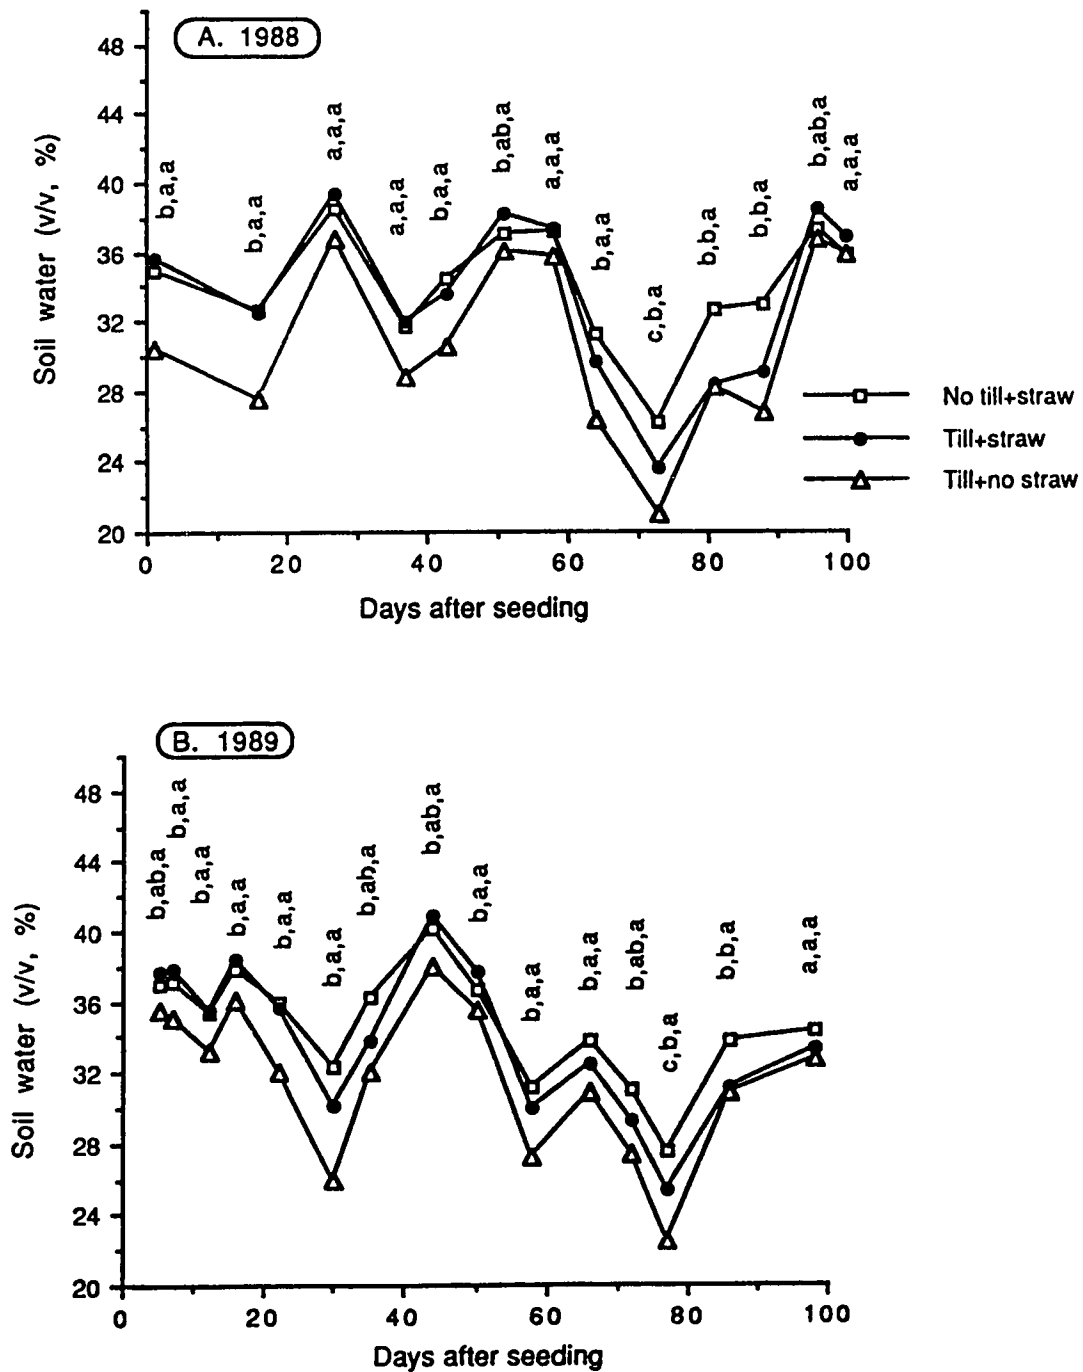 A. 1988
48
44
40
36
32
28
24
20
Soil water (v/v, %)
b,a,a
b,a,a
a,a,a
a,a,a
b,a,a
b,ab,a
a,a,a
b,a,a
c,b,a
b,b,a
b,b,a
b,ab,a
a,a,a
No till+straw
Till+straw
Till+no straw
0 20 40 60 80 100
Days after seeding
B. 1989
48
44
40
36
32
28
24
20
Soil water (v/v, %)
b,ab,a
b,a,a
b,a,a
b,a,a
b,a,a
b,a,a
b,ab,a
b,ab,a
b,a,a
b,a,a
b,a,a
b,ab,a
c,b,a
b,b,a
a,a,a
0 20 40 60 80 100
Days after seeding